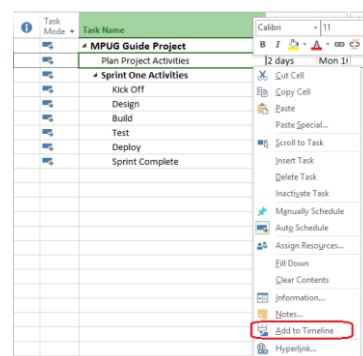 Task Mode
Task Name
Calibri 11
B I A
MPUG Guide Project
Plan Project Activities 2 days Mon 1
Sprint One Activities
Kick Off
Design
Build
Test
Deploy
Sprint Complete
Cut Cell
Copy Cell
Paste
Paste Special...
Scroll to Task
Insert Task
Delete Task
Inactivate Task
Manually Schedule
Auto Schedule
Assign Resources...
Fill Down
Clear Contents
Information...
Notes...
Add to Timeline
Hyperlink...